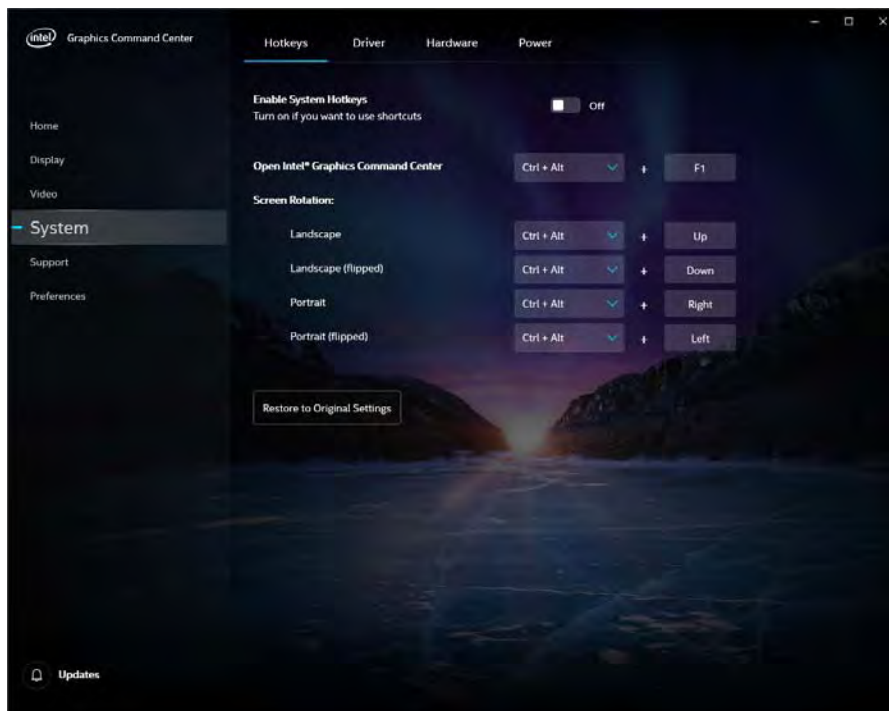 intel Graphics Command Center
Hotkeys Driver Hardware Power
Home
Display
Video
System
Support
Preferences
Enable System Hotkeys
Turn on if you want to use shortcuts
Off
Open Intel® Graphics Command Center Ctrl + Alt + F1
Screen Rotation:
Landscape Ctrl + Alt + Up
Landscape (flipped) Ctrl + Alt + Down
Portrait Ctrl + Alt + Right
Portrait (flipped) Ctrl + Alt + Left
Restore to Original Settings
Updates